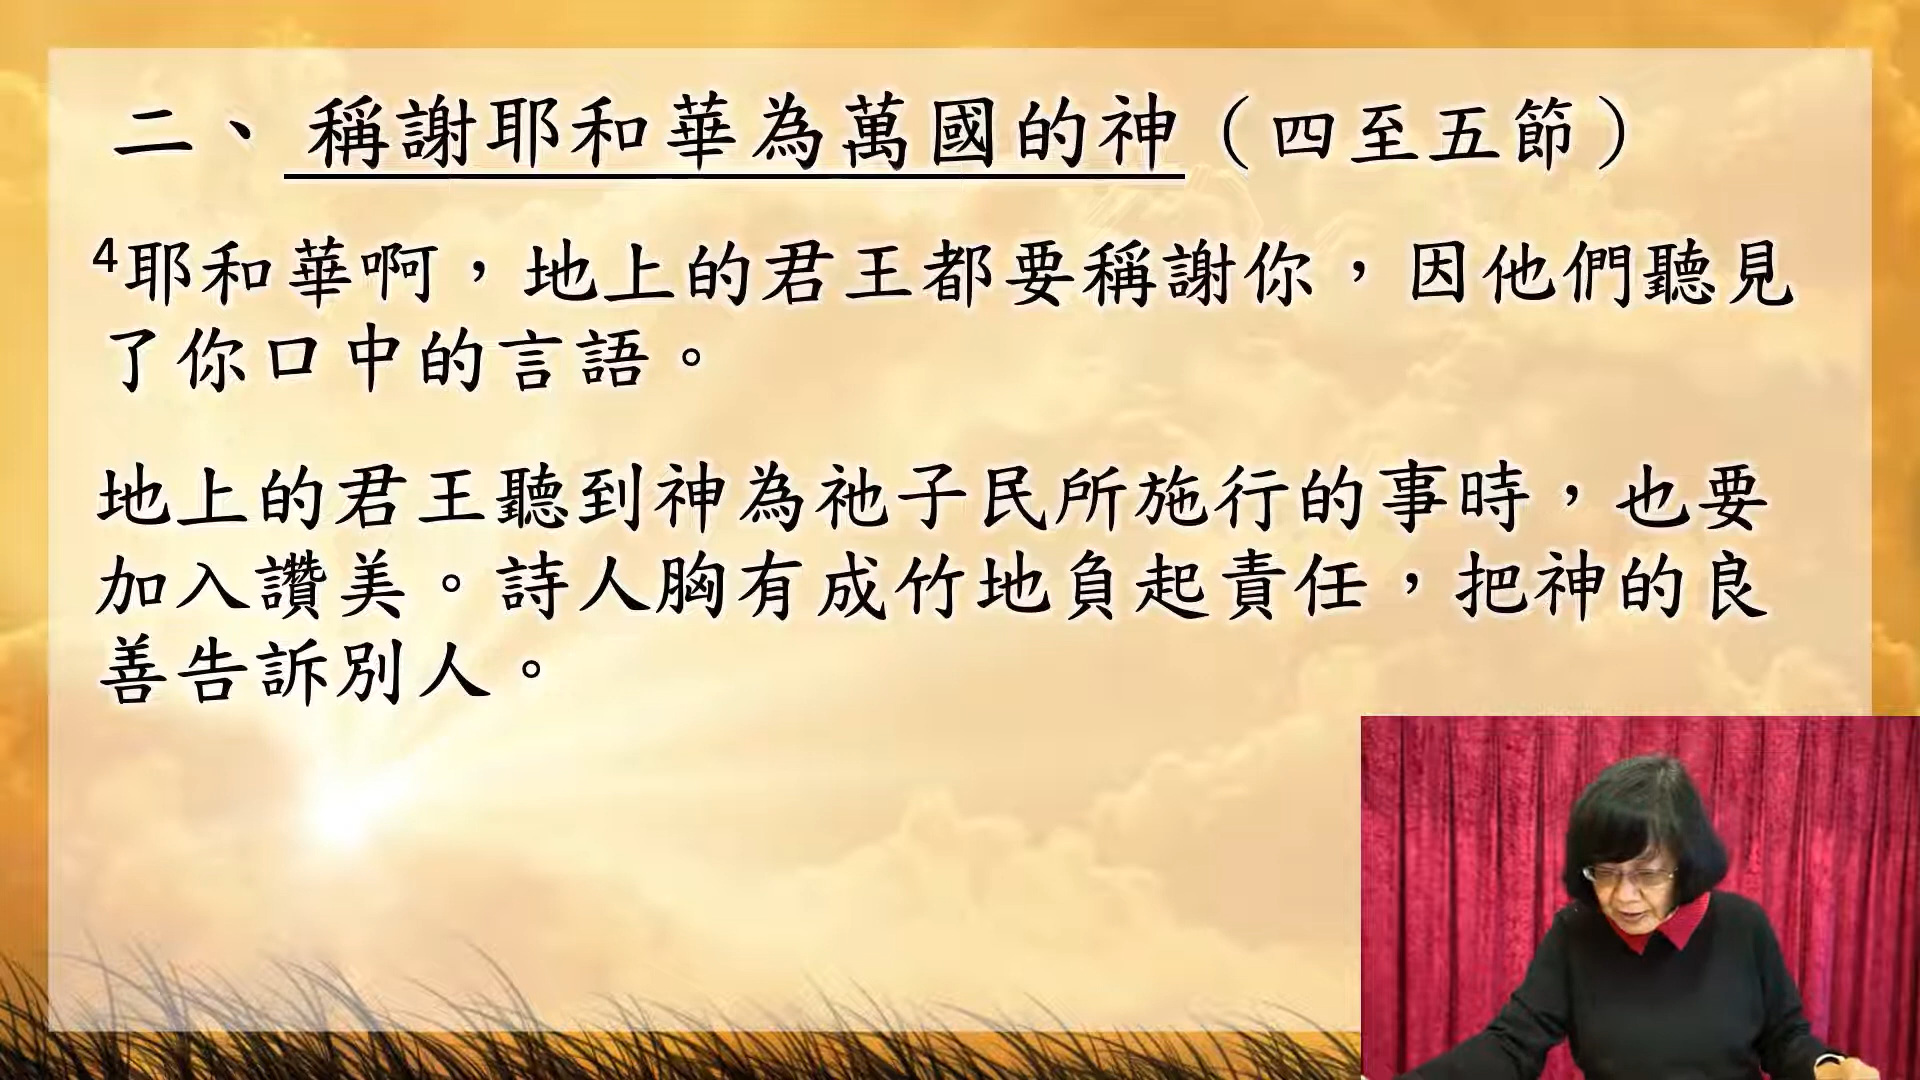 二、稱謝耶和華為萬國的神（四至五節）
4耶和華啊，地上的君王都要稱謝你，因他們聽見
了你口中的言語。
地上的君王聽到神為祂子民所施行的事時，也要
加入讚美。詩人胸有成竹地負起責任，把神的良
善告訴別人。